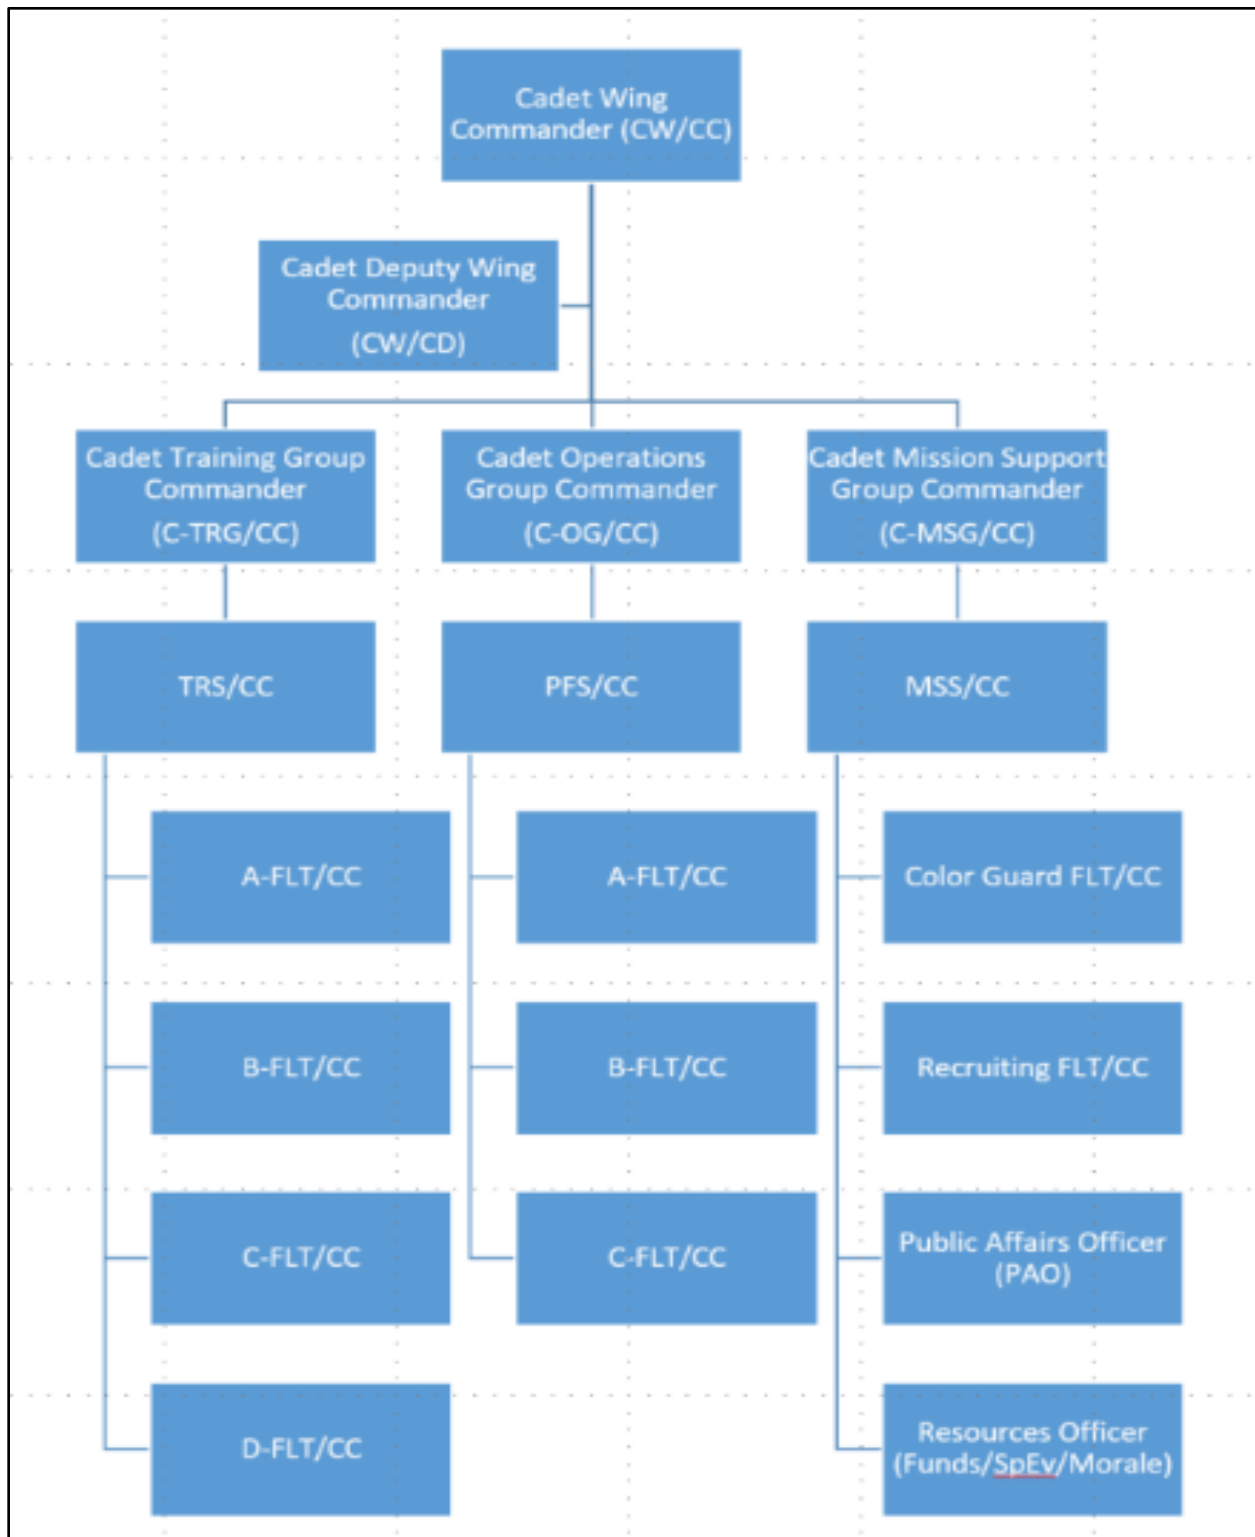 Cadet Wing
Commander (CW/CC)
Cadet Deputy Wing
Commander
(CW/CD)
Cadet Training Group
Commander
(C-TRG/CC)
Cadet Operations
Group Commander
(C-OG/CC)
Cadet Mission Support
Group Commander
(C-MSG/CC)
TRS/CC
PFS/CC
MSS/CC
A-FLT/CC
A-FLT/CC
Color Guard FLT/CC
B-FLT/CC
B-FLT/CC
Recruiting FLT/CC
C-FLT/CC
C-FLT/CC
Public Affairs Officer
(PAO)
D-FLT/CC
Resources Officer
(Funds/SpEv/Morale)